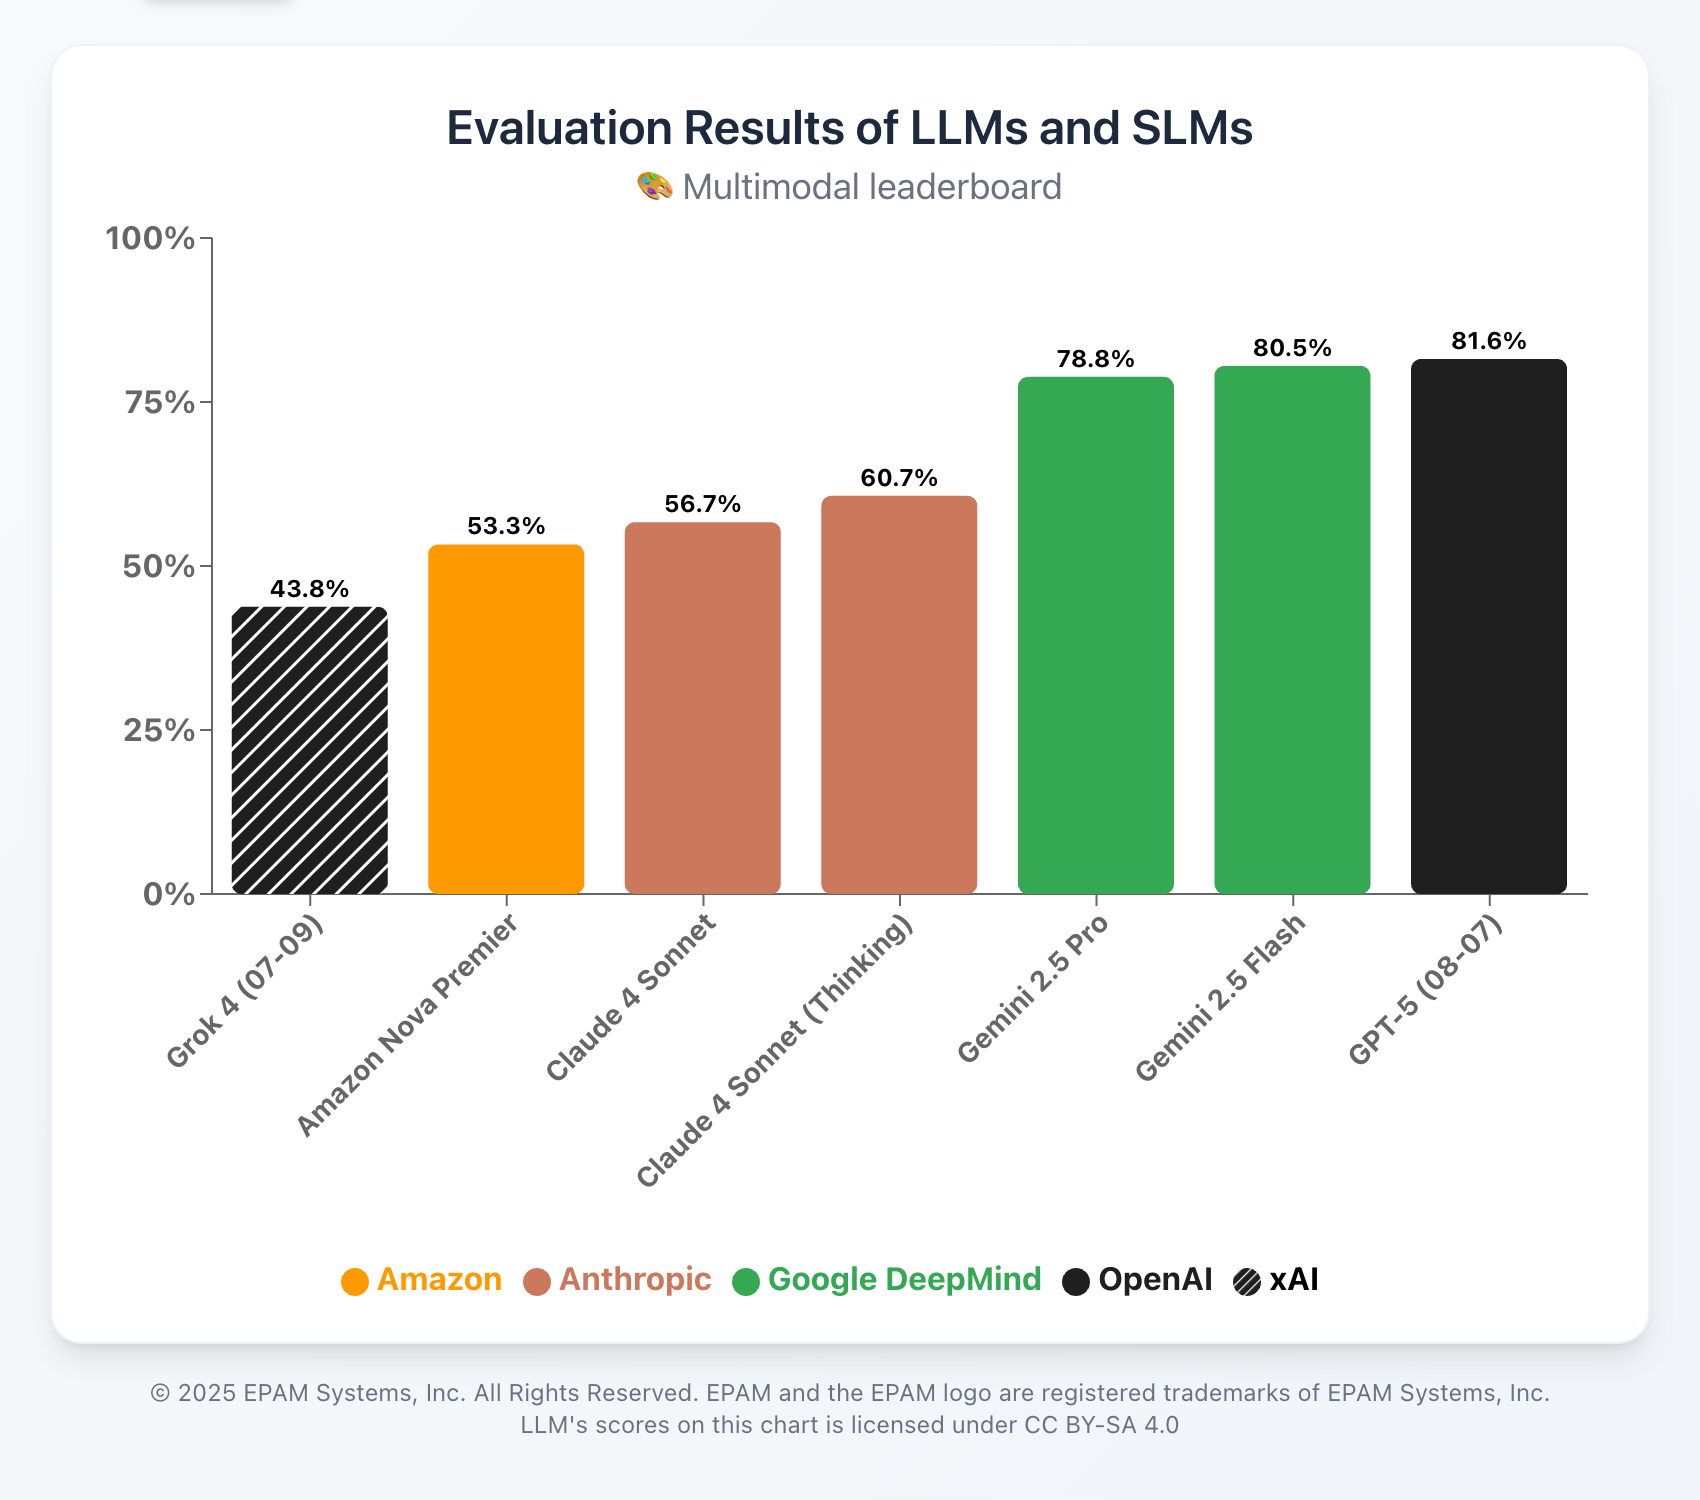 Evaluation Results of LLMs and SLMs
🎨 Multimodal leaderboard
100%
75%
50%
25%
0%
43.8%
53.3%
56.7%
60.7%
78.8%
80.5%
81.6%
Grok 4 (07-09)
Amazon Nova Premier
Claude 4 Sonnet
Claude 4 Sonnet (Thinking)
Gemini 2.5 Pro
Gemini 2.5 Flash
GPT-5 (08-07)
Amazon Anthropic Google DeepMind OpenAI xAI
© 2025 EPAM Systems, Inc. All Rights Reserved. EPAM and the EPAM logo are registered trademarks of EPAM Systems, Inc.
LLM's scores on this chart is licensed under CC BY-SA 4.0